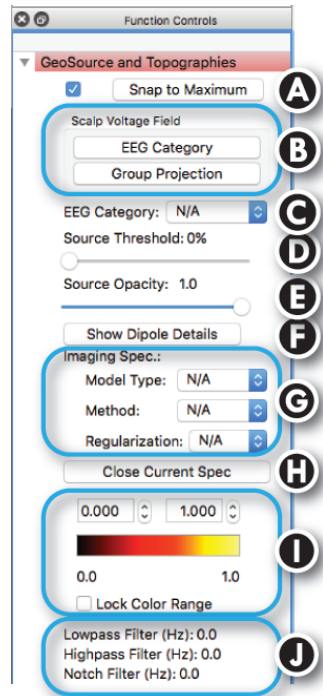 Function Controls
GeoSource and Topographies
Snap to Maximum A
Scalp Voltage Field
EEG Category
B
Group Projection
EEG Category: N/A C
Source Threshold: 0% D
Source Opacity: 1.0 E
Show Dipole Details F
Imaging Spec.:
Model Type: N/A
Method: N/A G
Regularization: N/A
Close Current Spec H
0.000 1.000
I
0.0 1.0
Lock Color Range
Lowpass Filter (Hz): 0.0
Highpass Filter (Hz): 0.0 J
Notch Filter (Hz): 0.0